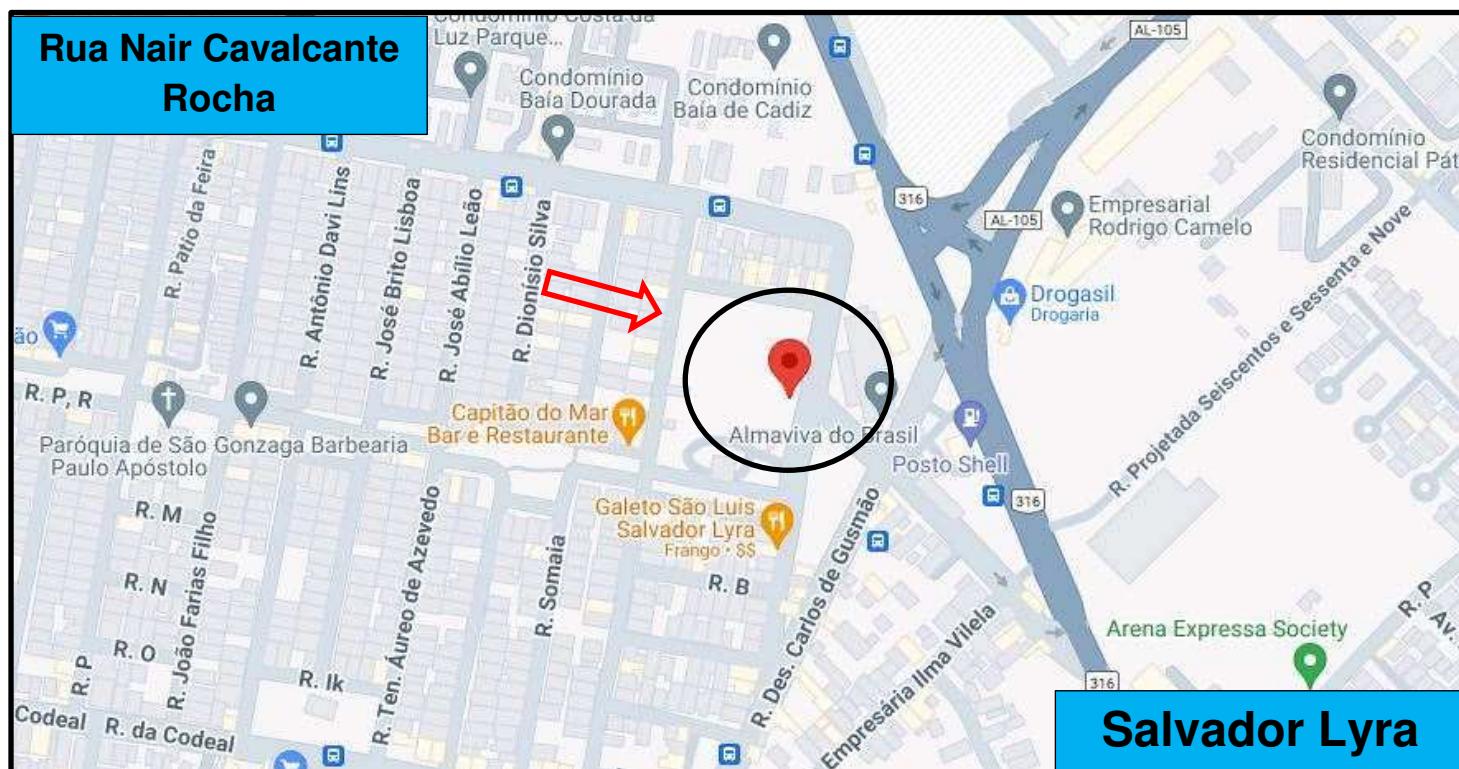 Rua Nair Cavalcante
Rocha
Condomínio Costa da
Luz Parque...
Condomínio
Baía Dourada
Condomínio
Baía de Cadiz
AL-105
Condomínio
Residencial Pát
316
AL-105
Empresarial
Rodrigo Camelo
R. Patio da Feira
R. Antônio Davi Lins
R. José Brito Lisboa
R. José Abílio Leão
R. Dionísio Silva
Drogasil
Drogaria
R. Projetada Seiscentos e Sessenta e Nove
ão
R. P, R
Paróquia de São
Paulo Apóstolo
Gonzaga Barbearia
Capitão do Mar
Bar e Restaurante
Almaviva do Brasil
Posto Shell
316
Galeto São Luis
Salvador Lyra
Frango • $$
R. M
R. N
R. O
R. P
R. João Farias Filho
R. Ik
R. Ten. Áureo de Azevedo
R. Somaia
R. B
R. Des. Carlos de Gusmão
Empresária Ilma Vilela
Arena Expressa Society
R. P
Av.
316
Codeal
R. da Codeal
Salvador Lyra